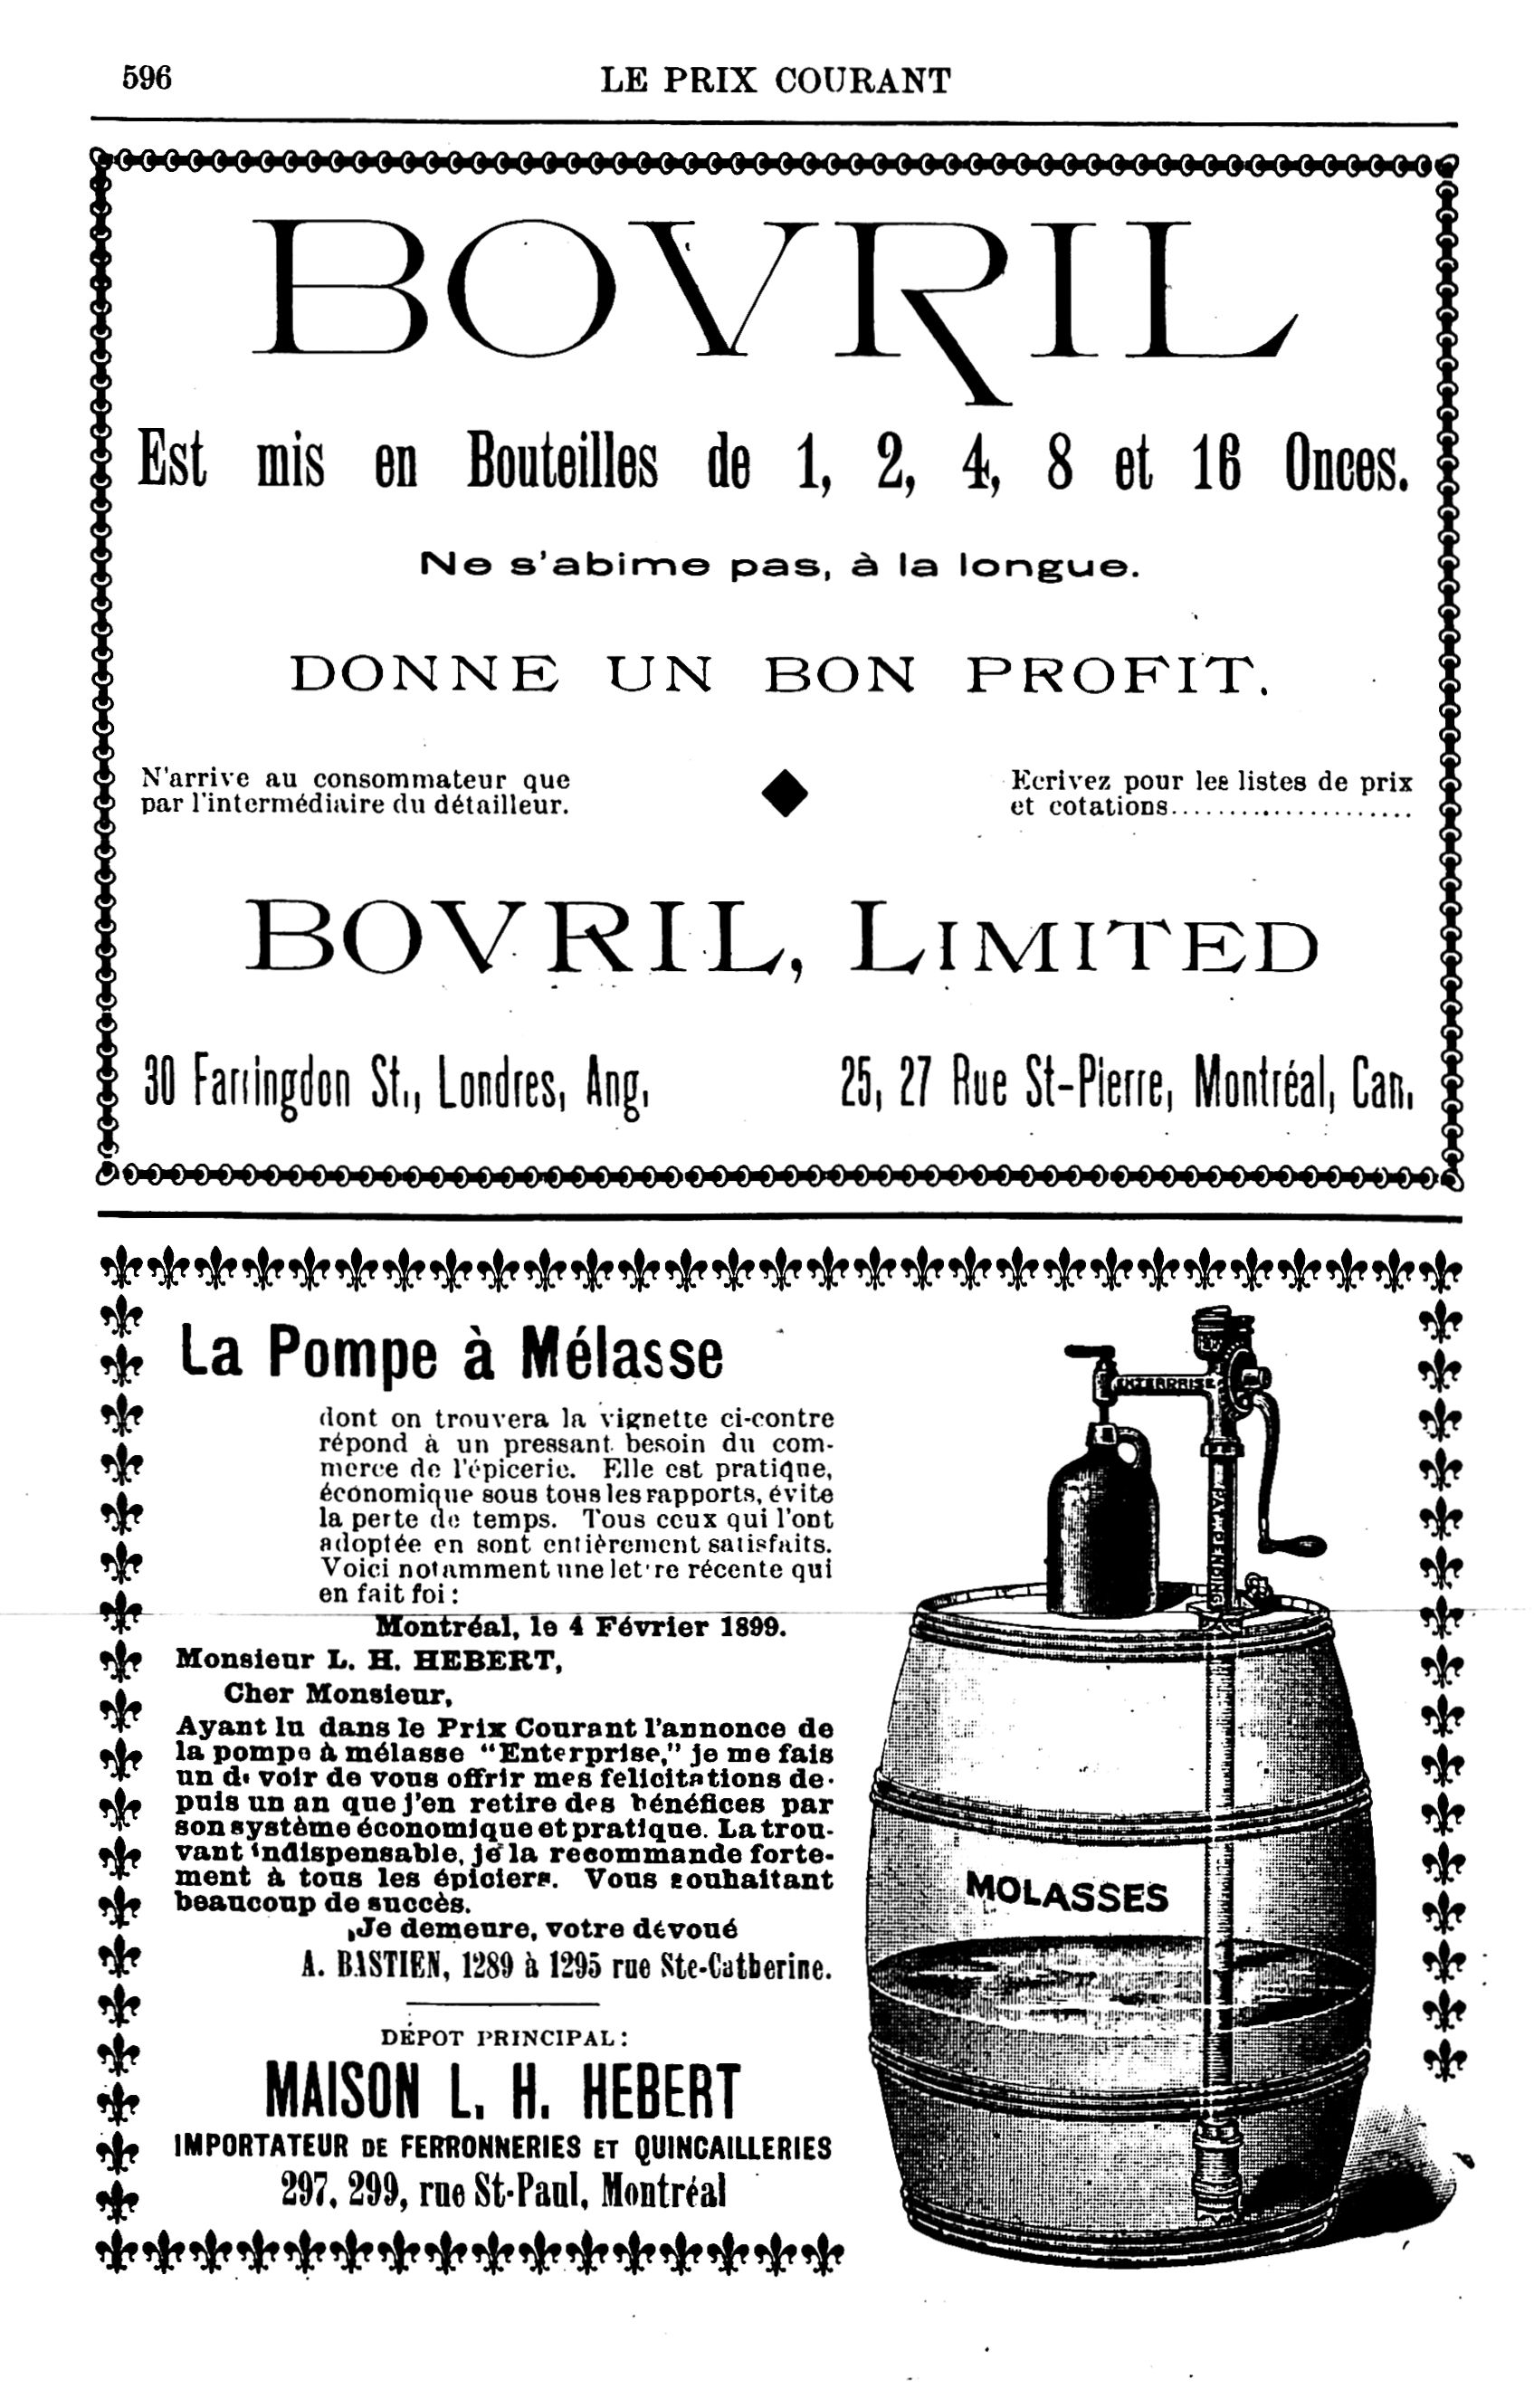 596
LE PRIX COURANT
BOVRIL
Est mis en Bouteilles de 1, 2, 4, 8 et 16 Onces.
Ne s'abime pas, à la longue.
DONNE UN BON PROFIT.
N'arrive au consommateur que
par l'intermédiaire du détailleur.
Ecrivez pour les listes de prix
et cotations......................
BOVRIL, LIMITED
30 Farringdon St., Londres, Ang.
25, 27 Rue St-Pierre, Montréal, Can.
La Pompe à Mélasse
dont on trouvera la vignette ci-contre
répond à un pressant besoin du com-
merce de l'épicerie. Elle est pratique,
économique sous tous les rapports, évite
la perte de temps. Tous ceux qui l'ont
adoptée en sont entièrement satisfaits.
Voici notamment une lettre récente qui
en fait foi :
Montréal, le 4 Février 1899.
Monsieur L. H. HEBERT,
Cher Monsieur,
Ayant lu dans le Prix Courant l'annonce de
la pompe à mélasse "Enterprise," je me fais
un devoir de vous offrir mes felicitations de-
puis un an que j'en retire des bénéfices par
son système économique et pratique. La trou-
vant indispensable, je la recommande forte-
ment à tous les épiciers. Vous souhaitant
beaucoup de succès.
Je demeure, votre dévoué
A. BASTIEN, 1289 à 1295 rue Ste-Catherine.
DÉPOT PRINCIPAL :
MAISON L. H. HEBERT
IMPORTATEUR DE FERRONNERIES ET QUINCAILLERIES
297, 299, rue St-Paul, Montréal
ENTERPRISE
PAT. PENDING
MOLASSES